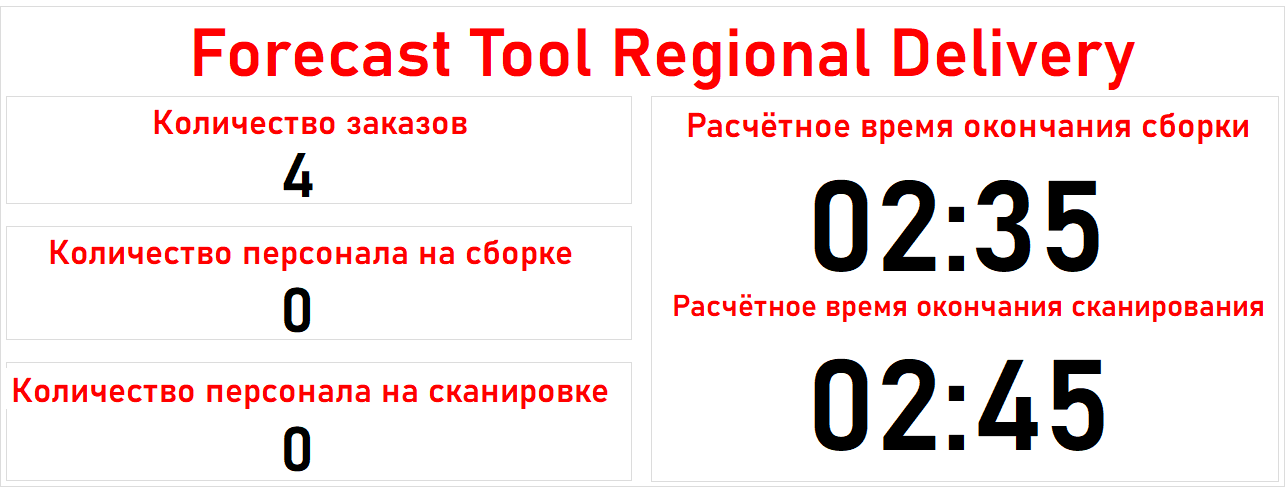 Forecast Tool Regional Delivery
Количество заказов
4
Количество персонала на сборке
0
Количество персонала на сканировке
0
Расчётное время окончания сборки
02:35
Расчётное время окончания сканирования
02:45